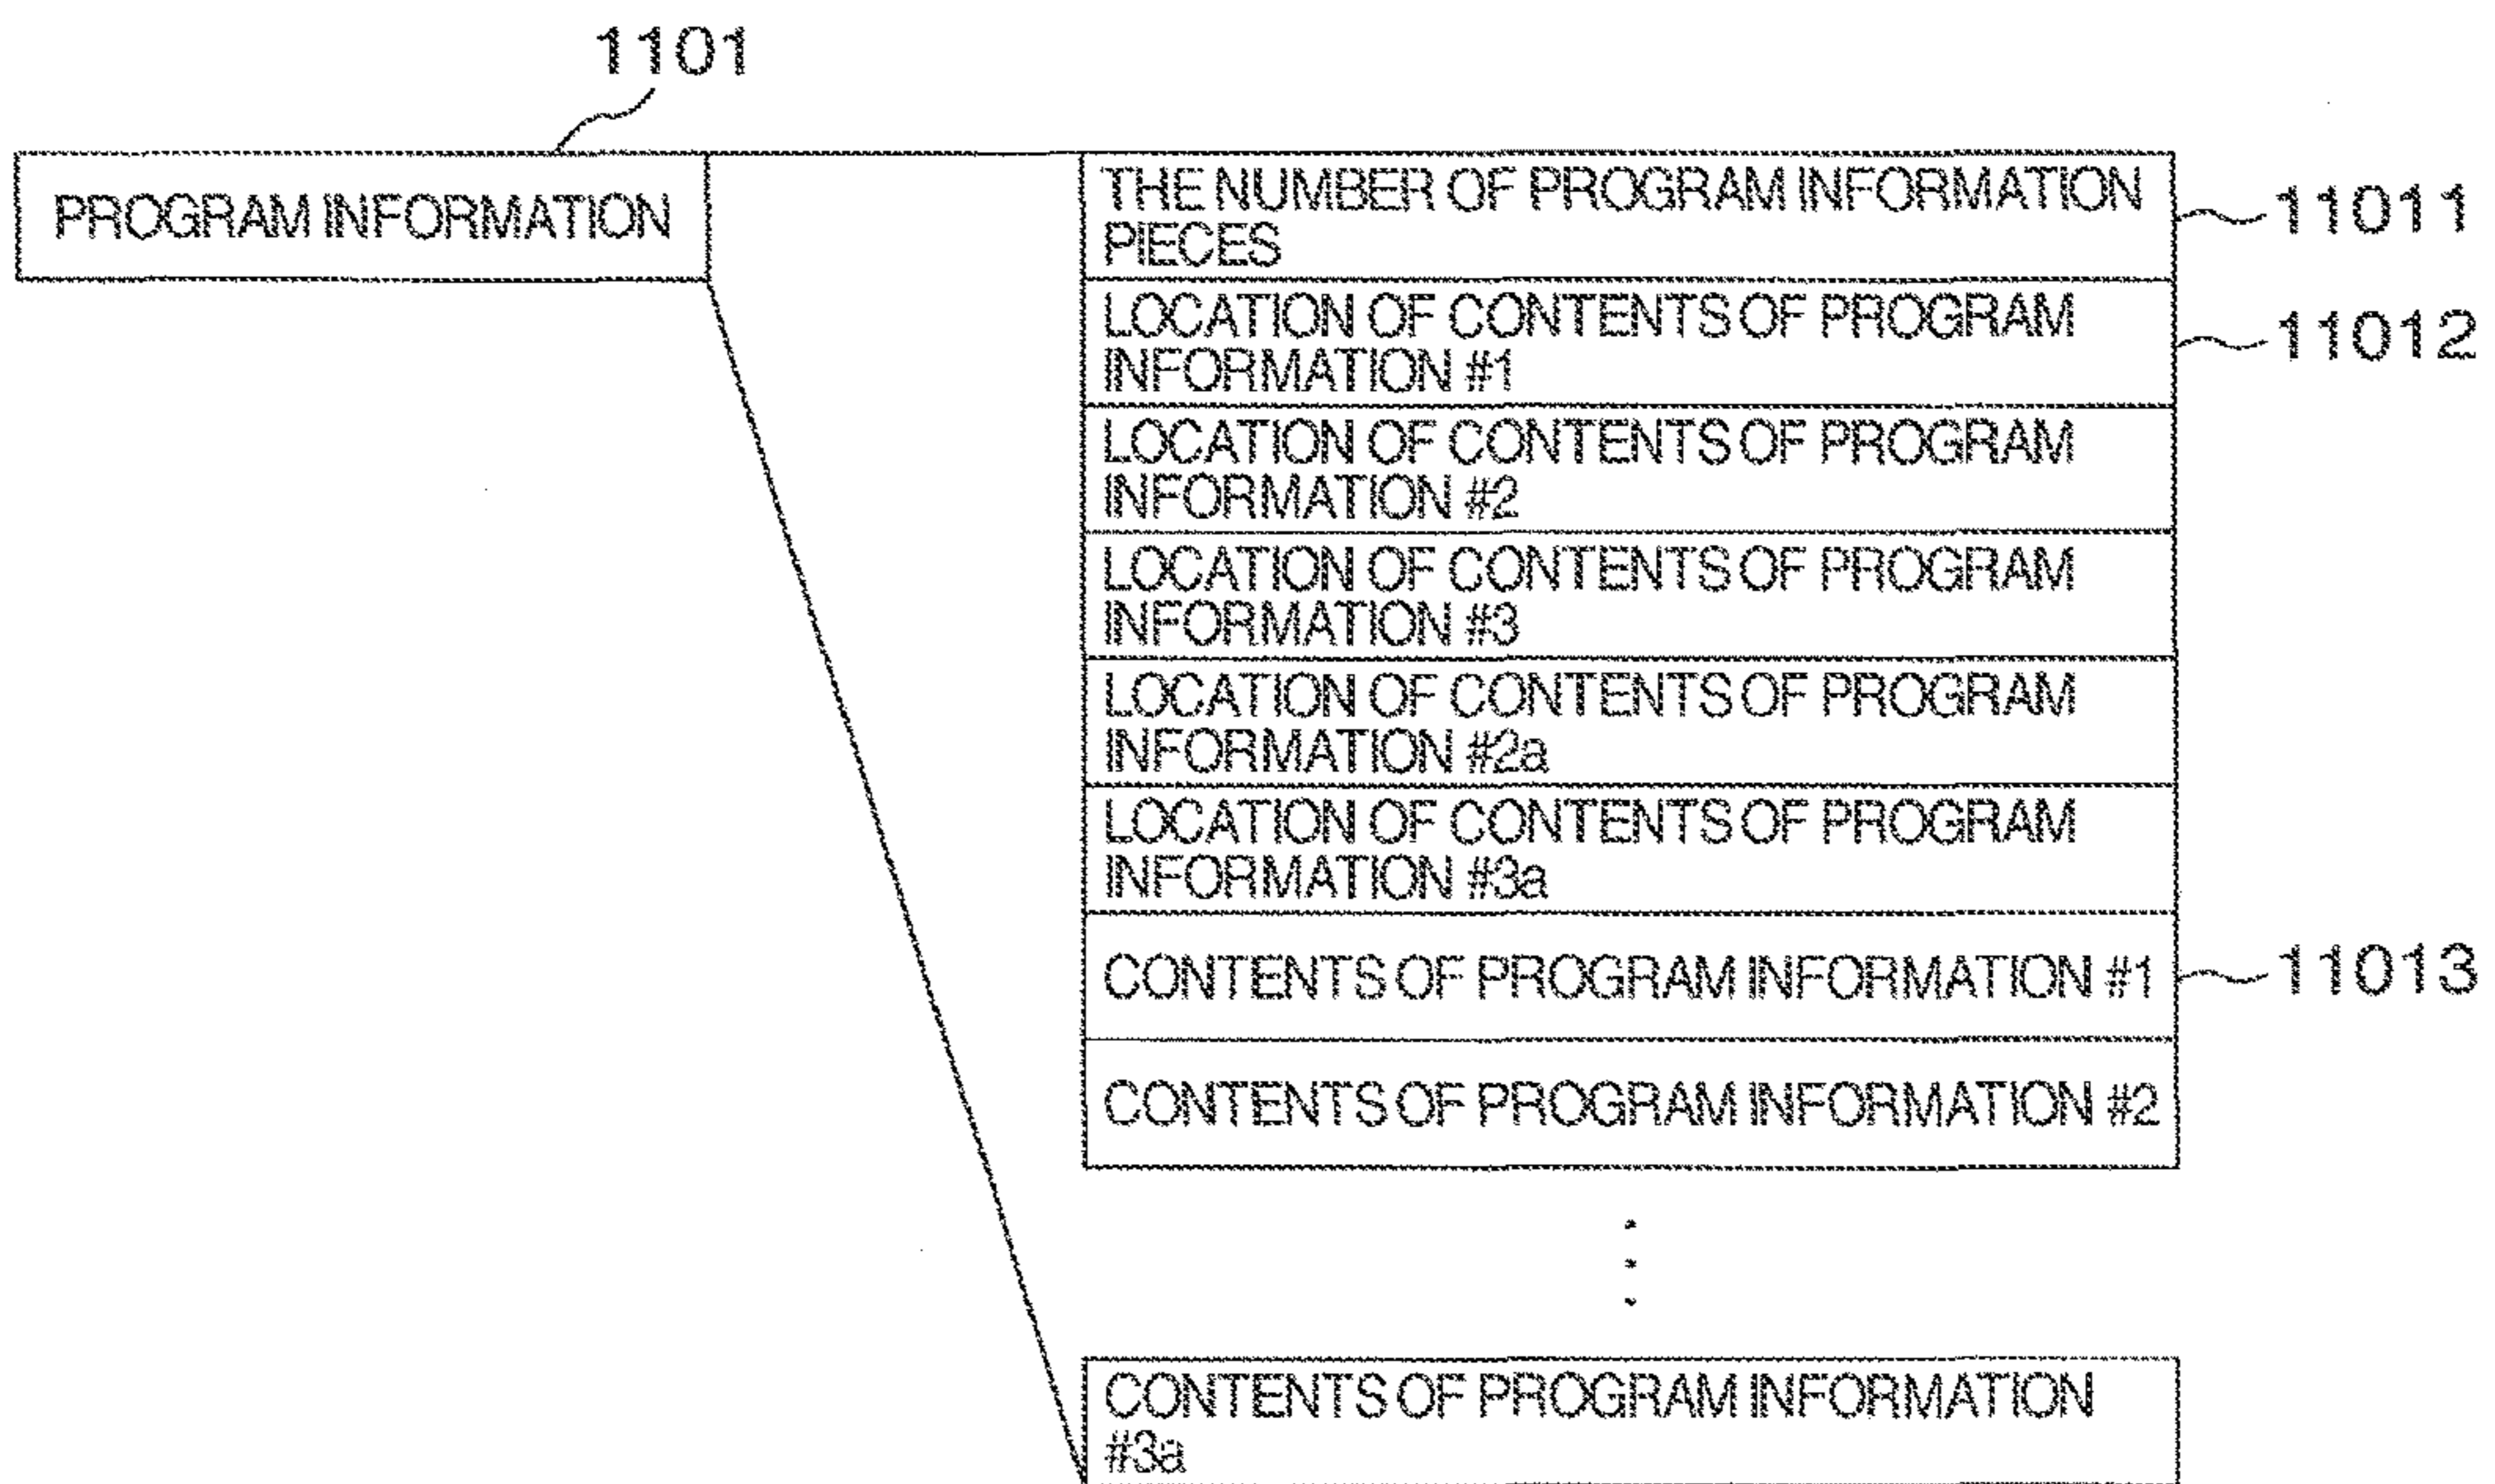 1101
PROGRAM INFORMATION
THE NUMBER OF PROGRAM INFORMATION
PIECES
11011
LOCATION OF CONTENTS OF PROGRAM
INFORMATION #1
11012
LOCATION OF CONTENTS OF PROGRAM
INFORMATION #2
LOCATION OF CONTENTS OF PROGRAM
INFORMATION #3
LOCATION OF CONTENTS OF PROGRAM
INFORMATION #2a
LOCATION OF CONTENTS OF PROGRAM
INFORMATION #3a
CONTENTS OF PROGRAM INFORMATION #1
11013
CONTENTS OF PROGRAM INFORMATION #2
CONTENTS OF PROGRAM INFORMATION
#3a